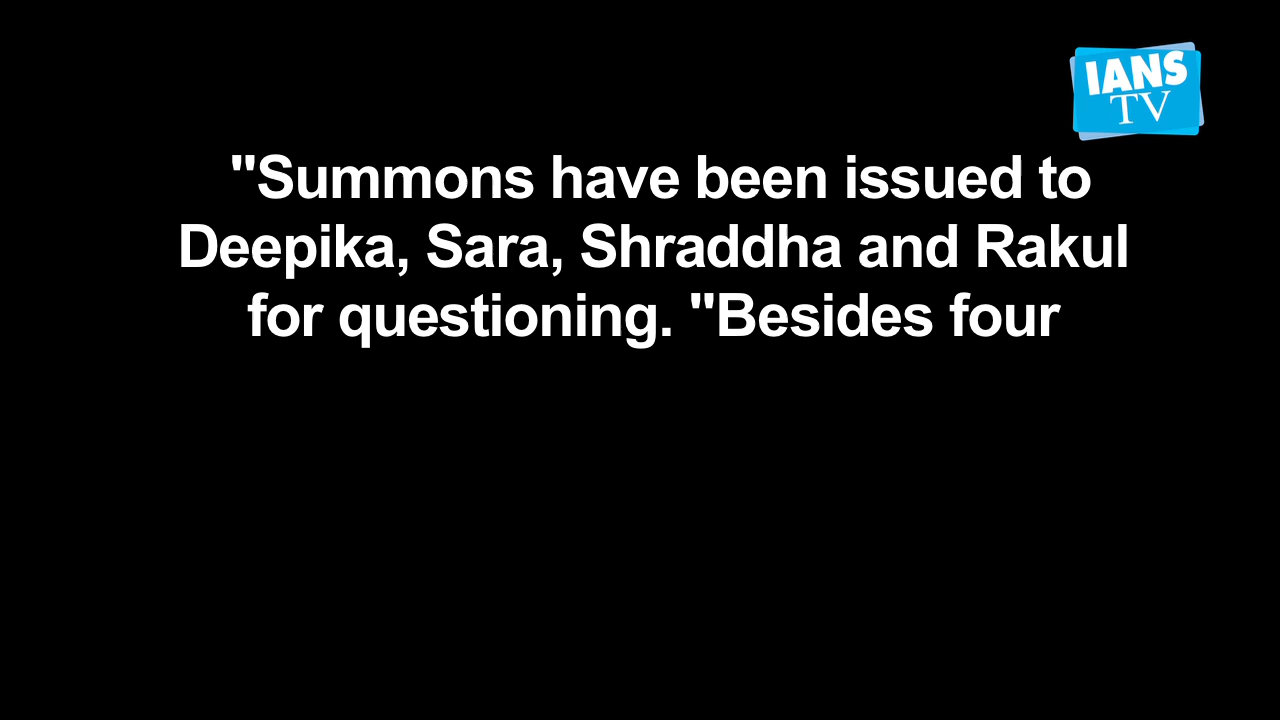 IANS
TV
"Summons have been issued to
Deepika, Sara, Shraddha and Rakul
for questioning. "Besides four